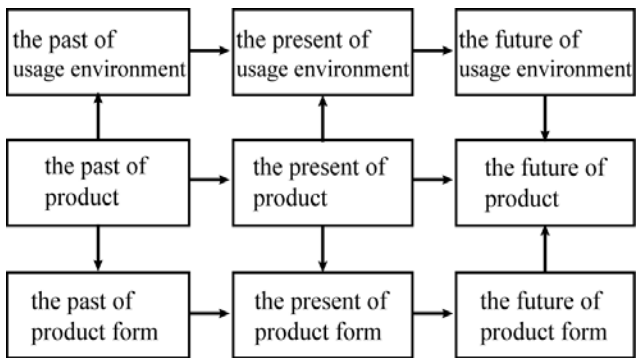 the past of
usage environment
the present of
usage environment
the future of
usage environment
the past of
product
the present of
product
the future of
product
the past of
product form
the present of
product form
the future of
product form